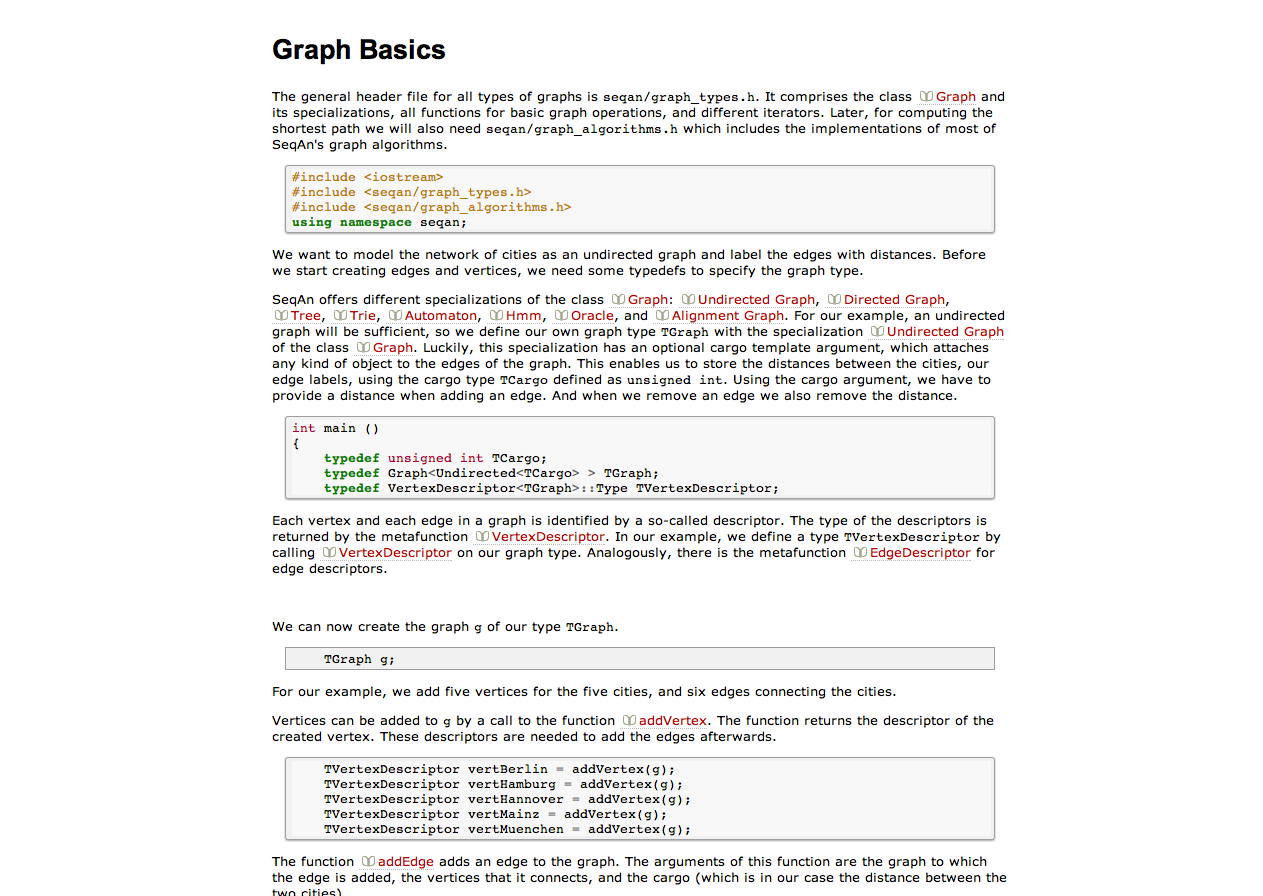 Graph Basics
The general header file for all types of graphs is seqan/graph_types.h. It comprises the class Graph and
its specializations, all functions for basic graph operations, and different iterators. Later, for computing the
shortest path we will also need seqan/graph_algorithms.h which includes the implementations of most of
SeqAn's graph algorithms.
#include <iostream>
#include <seqan/graph_types.h>
#include <seqan/graph_algorithms.h>
using namespace seqan;
We want to model the network of cities as an undirected graph and label the edges with distances. Before
we start creating edges and vertices, we need some typedefs to specify the graph type.
SeqAn offers different specializations of the class Graph: Undirected Graph, Directed Graph,
Tree, Trie, Automaton, Hmm, Oracle, and Alignment Graph. For our example, an undirected
graph will be sufficient, so we define our own graph type TGraph with the specialization Undirected Graph
of the class Graph. Luckily, this specialization has an optional cargo template argument, which attaches
any kind of object to the edges of the graph. This enables us to store the distances between the cities, our
edge labels, using the cargo type TCargo defined as unsigned int. Using the cargo argument, we have to
provide a distance when adding an edge. And when we remove an edge we also remove the distance.
int main ()
{
    typedef unsigned int TCargo;
    typedef Graph<Undirected<TCargo> > TGraph;
    typedef VertexDescriptor<TGraph>::Type TVertexDescriptor;
Each vertex and each edge in a graph is identified by a so-called descriptor. The type of the descriptors is
returned by the metafunction VertexDescriptor. In our example, we define a type TVertexDescriptor by
calling VertexDescriptor on our graph type. Analogously, there is the metafunction EdgeDescriptor for
edge descriptors.
We can now create the graph g of our type TGraph.
    TGraph g;
For our example, we add five vertices for the five cities, and six edges connecting the cities.
Vertices can be added to g by a call to the function addVertex. The function returns the descriptor of the
created vertex. These descriptors are needed to add the edges afterwards.
    TVertexDescriptor vertBerlin = addVertex(g);
    TVertexDescriptor vertHamburg = addVertex(g);
    TVertexDescriptor vertHannover = addVertex(g);
    TVertexDescriptor vertMainz = addVertex(g);
    TVertexDescriptor vertMuenchen = addVertex(g);
The function addEdge adds an edge to the graph. The arguments of this function are the graph to which
the edge is added, the vertices that it connects, and the cargo (which is in our case the distance between the
two cities).